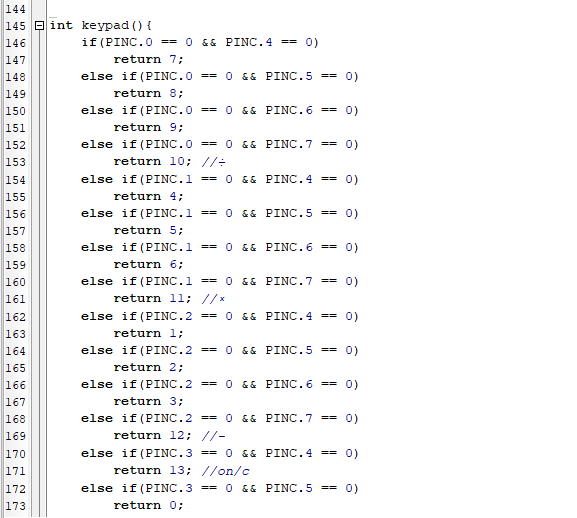 144
145 int keypad(){
146 if(PINC.0 == 0 && PINC.4 == 0)
147 return 7;
148 else if(PINC.0 == 0 && PINC.5 == 0)
149 return 8;
150 else if(PINC.0 == 0 && PINC.6 == 0)
151 return 9;
152 else if(PINC.0 == 0 && PINC.7 == 0)
153 return 10; //÷
154 else if(PINC.1 == 0 && PINC.4 == 0)
155 return 4;
156 else if(PINC.1 == 0 && PINC.5 == 0)
157 return 5;
158 else if(PINC.1 == 0 && PINC.6 == 0)
159 return 6;
160 else if(PINC.1 == 0 && PINC.7 == 0)
161 return 11; //×
162 else if(PINC.2 == 0 && PINC.4 == 0)
163 return 1;
164 else if(PINC.2 == 0 && PINC.5 == 0)
165 return 2;
166 else if(PINC.2 == 0 && PINC.6 == 0)
167 return 3;
168 else if(PINC.2 == 0 && PINC.7 == 0)
169 return 12; //-
170 else if(PINC.3 == 0 && PINC.4 == 0)
171 return 13; //on/c
172 else if(PINC.3 == 0 && PINC.5 == 0)
173 return 0;